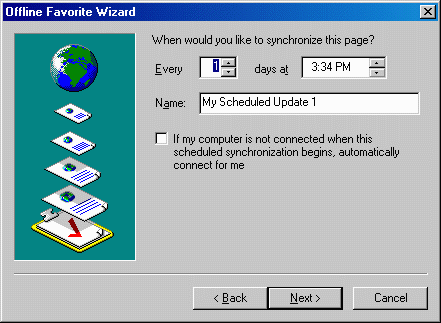 Offline Favorite Wizard
When would you like to synchronize this page?
Every 1 days at 3:34 PM
Name: My Scheduled Update 1
If my computer is not connected when this
scheduled synchronization begins, automatically
connect for me
< Back Next > Cancel